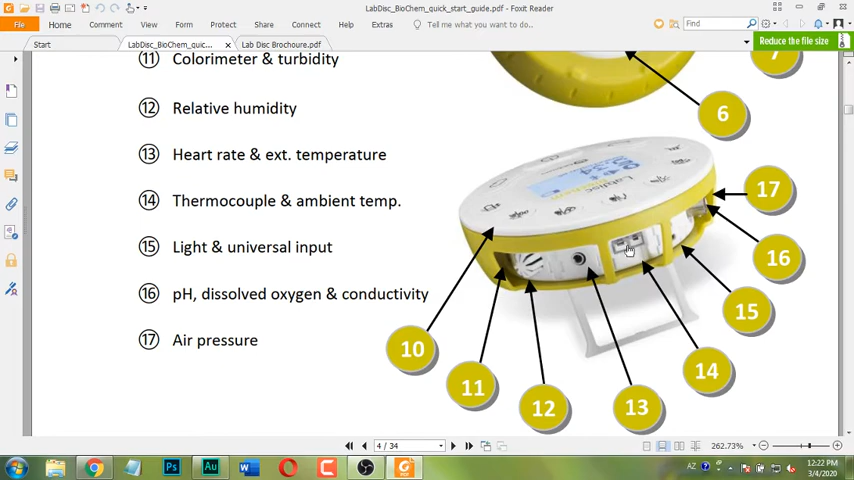 LabDisc_BioChem_quick_start_guide.pdf - Foxit Reader
File Home Comment View Form Protect Connect Share Help Extras Tell me what you want to do... Find
Start LabDisc_BioChem_quic... Lab Disc Brochoure.pdf Reduce the file size
⑪ Colorimeter & turbidity
⑫ Relative humidity
⑬ Heart rate & ext. temperature
⑭ Thermocouple & ambient temp.
⑮ Light & universal input
⑯ pH, dissolved oxygen & conductivity
⑰ Air pressure
7
6
17
16
15
14
13
12
11
10
4 / 34 262.73%
Ps Au AZ 12:22 PM
3/4/2020